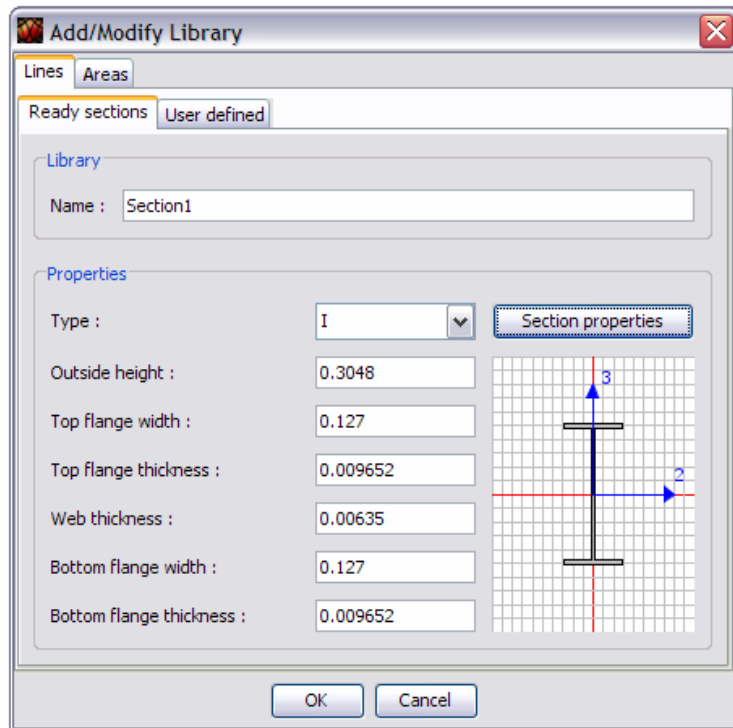 Add/Modify Library
Lines Areas
Ready sections User defined
Library
Name : Section1
Properties
Type : I Section properties
Outside height : 0.3048
3
Top flange width : 0.127
Top flange thickness : 0.009652
2
Web thickness : 0.00635
Bottom flange width : 0.127
Bottom flange thickness : 0.009652
OK Cancel